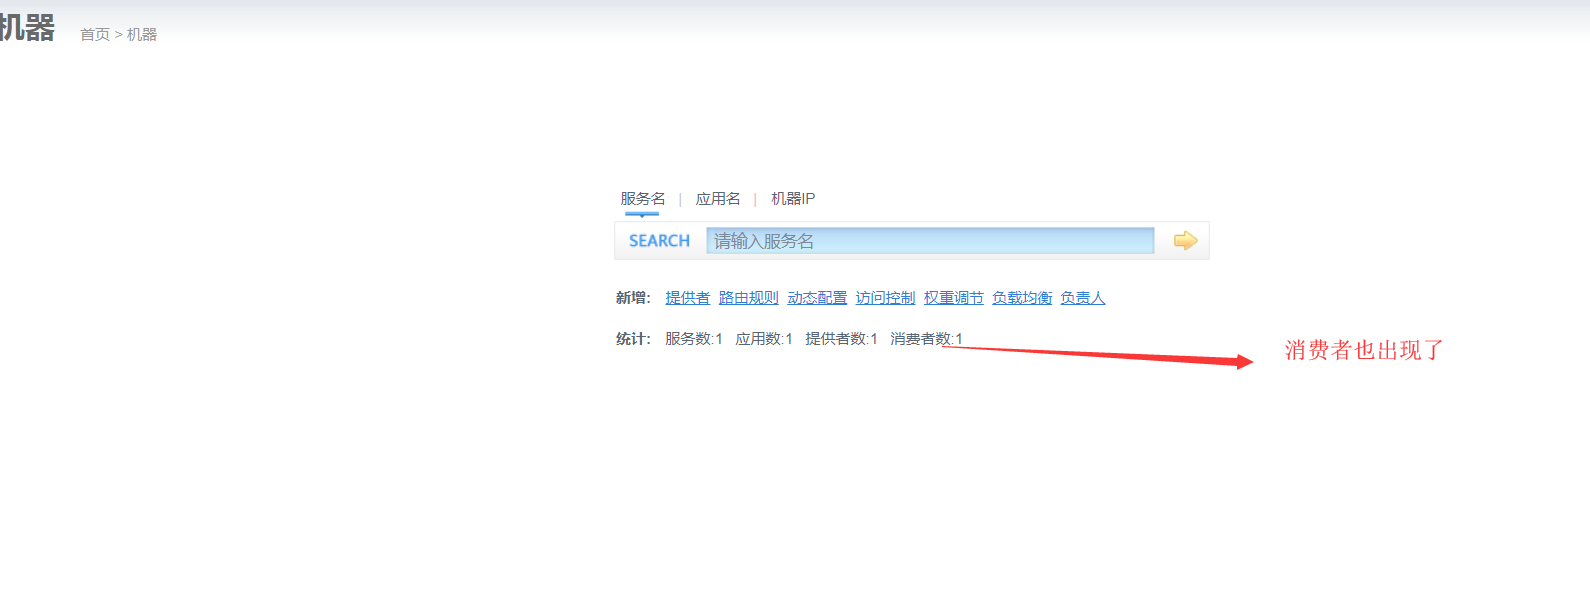 机器 首页 > 机器
服务名 | 应用名 | 机器IP
SEARCH 请输入服务名
新增: 提供者 路由规则 动态配置 访问控制 权重调节 负载均衡 负责人
统计: 服务数:1 应用数:1 提供者数:1 消费者数:1
消费者也出现了